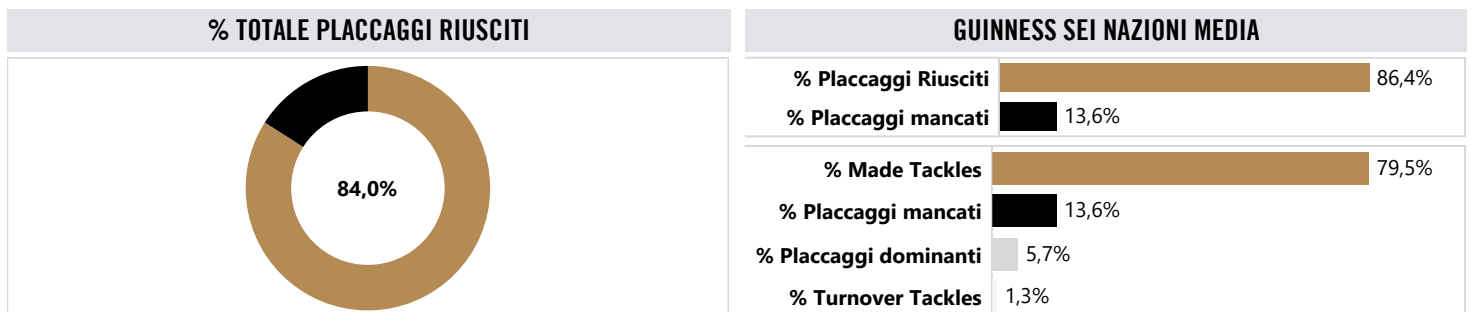 % TOTALE PLACCAGGI RIUSCITI
84,0%
GUINNESS SEI NAZIONI MEDIA
% Placcaggi Riusciti 86,4%
% Placcaggi mancati 13,6%
% Made Tackles 79,5%
% Placcaggi mancati 13,6%
% Placcaggi dominanti 5,7%
% Turnover Tackles 1,3%